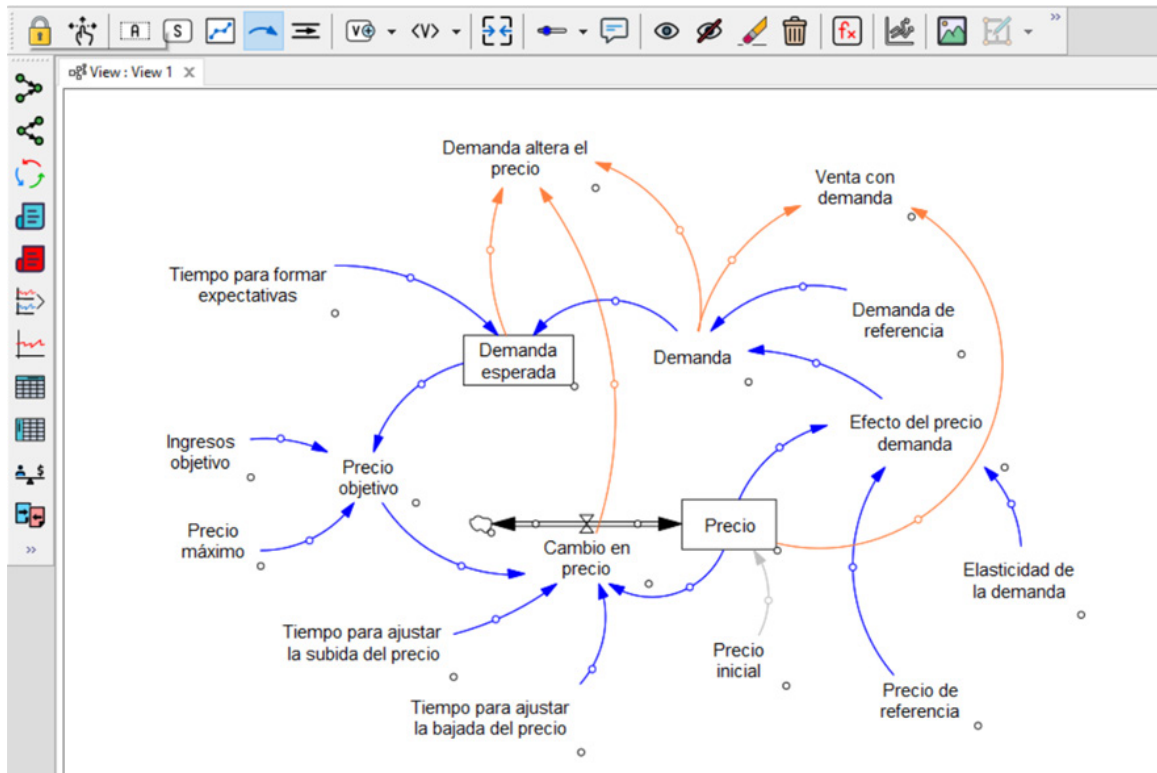 A
S
V
<V>
fx
View : View 1
Demanda altera el
precio
Venta con
demanda
Tiempo para formar
expectativas
Demanda de
referencia
Demanda
esperada
Demanda
Efecto del precio
demanda
Ingresos
objetivo
Precio
objetivo
Precio
máximo
Precio
Cambio en
precio
Elasticidad de
la demanda
Tiempo para ajustar
la subida del precio
Precio
inicial
Precio de
referencia
Tiempo para ajustar
la bajada del precio